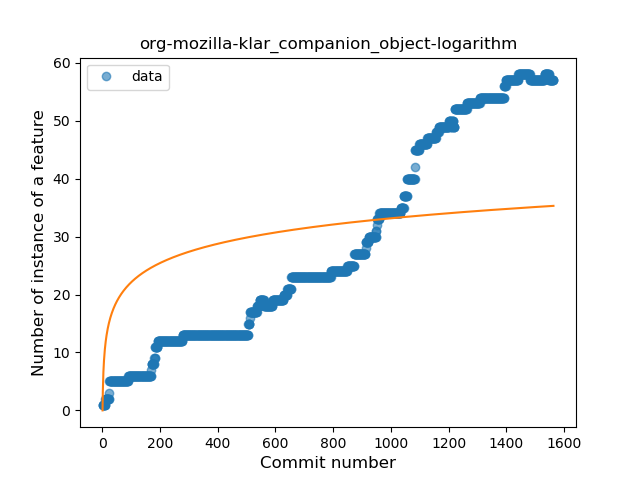 org-mozilla-klar_companion_object-logarithm
data
Number of instance of a feature
60
50
40
30
20
10
0
0 200 400 600 800 1000 1200 1400 1600
Commit number